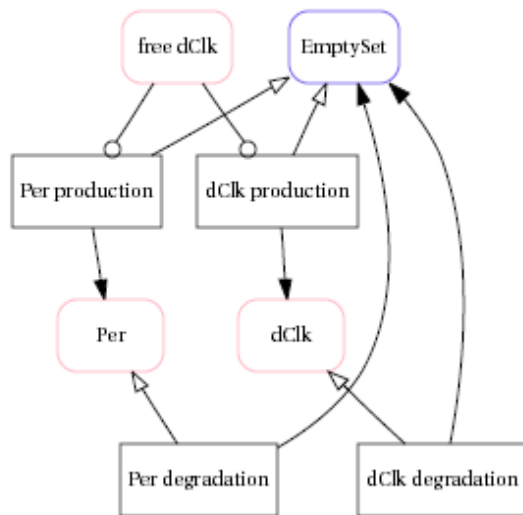 free dClk
EmptySet
Per production
dClk production
Per
dClk
Per degradation
dClk degradation